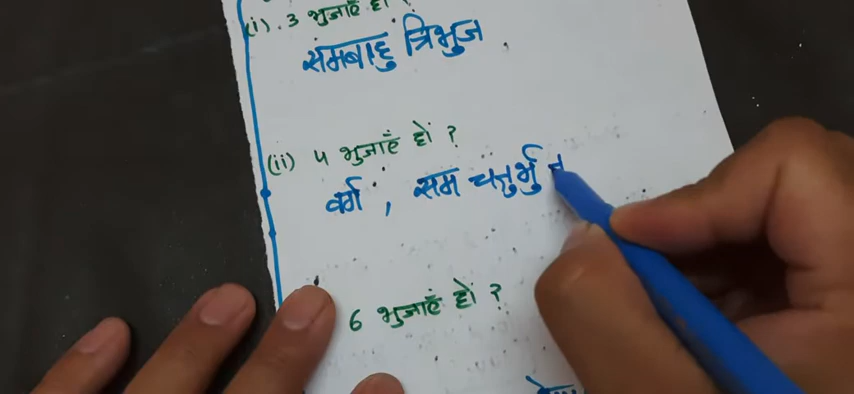 (i). 3 भुजाएँ हों ?
समबाहु त्रिभुज
(ii) 4 भुजाएँ हों ?
वर्ग , सम चतुर्भु
6 भुजाएँ हों ?